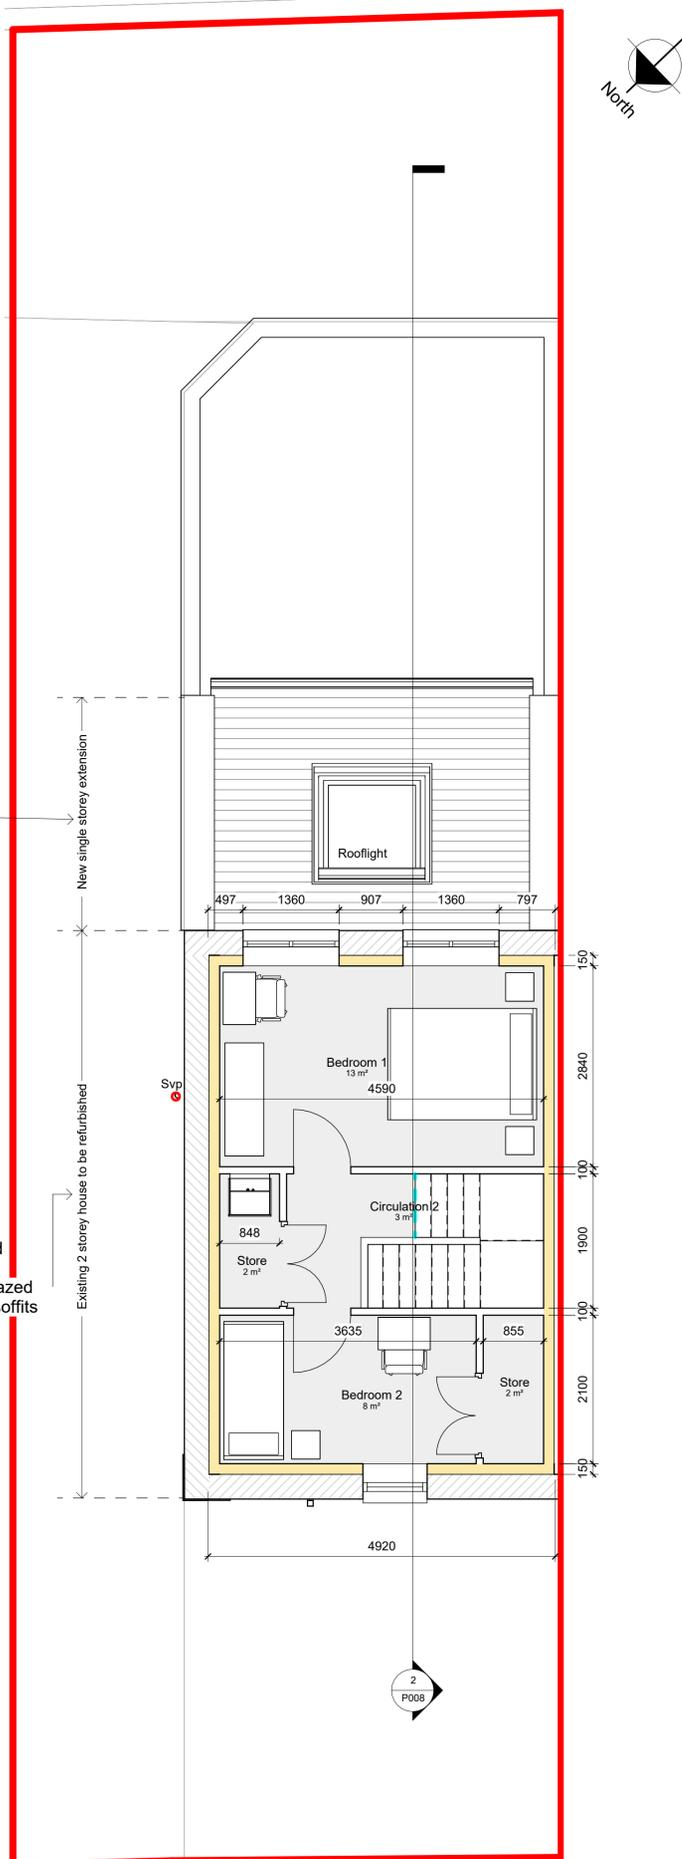 North
New single storey extension
Rooflight
497 1360 907 1360 797
150
Bedroom 1
13 m²
4590
2840
Svp
Existing 2 storey house to be refurbished
100
Circulation 2
3 m²
848
Store
2 m²
1900
azed
offits
100
3635 855
Bedroom 2
8 m²
Store
2 m²
2100
150
4920
2
P008